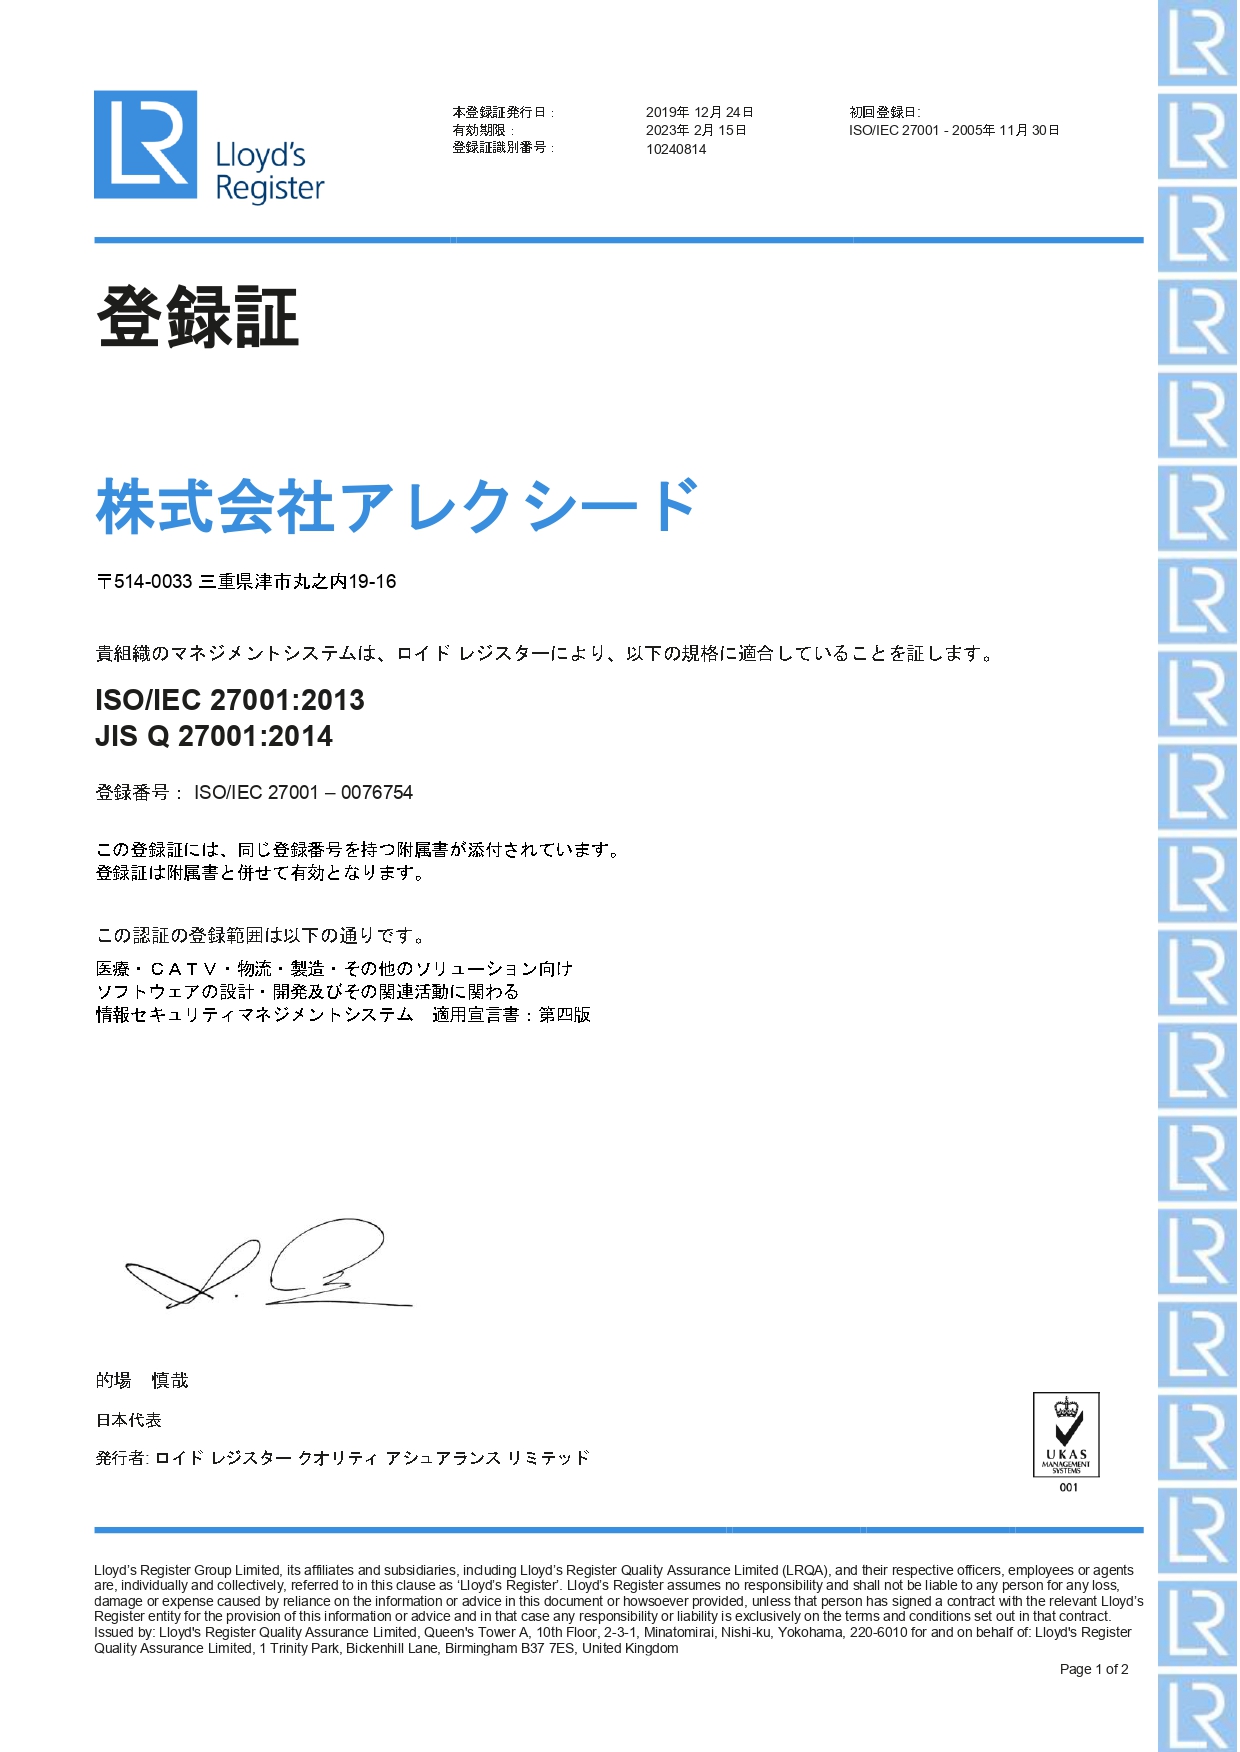 LR
Lloyd's
Register
本登録証発行日 : 2019年 12月 24日 初回登録日:
有効期限 : 2023年 2月 15日 ISO/IEC 27001 - 2005年 11月 30日
登録証識別番号 : 10240814
登録証
株式会社アレクシード
〒514-0033 三重県津市丸之内19-16
貴組織のマネジメントシステムは、ロイド レジスターにより、以下の規格に適合していることを証します。
ISO/IEC 27001:2013
JIS Q 27001:2014
登録番号 : ISO/IEC 27001 – 0076754
この登録証には、同じ登録番号を持つ附属書が添付されています。
登録証は附属書と併せて有効となります。
この認証の登録範囲は以下の通りです。
医療・ＣＡＴＶ・物流・製造・その他のソリューション向け
ソフトウェアの設計・開発及びその関連活動に関わる
情報セキュリティマネジメントシステム　適用宣言書：第四版
的場　慎哉
日本代表
発行者: ロイド レジスター クオリティ アシュアランス リミテッド
UKAS
MANAGEMENT
SYSTEMS
001
Lloyd's Register Group Limited, its affiliates and subsidiaries, including Lloyd's Register Quality Assurance Limited (LRQA), and their respective officers, employees or agents
are, individually and collectively, referred to in this clause as 'Lloyd's Register'. Lloyd's Register assumes no responsibility and shall not be liable to any person for any loss,
damage or expense caused by reliance on the information or advice in this document or howsoever provided, unless that person has signed a contract with the relevant Lloyd's
Register entity for the provision of this information or advice and in that case any responsibility or liability is exclusively on the terms and conditions set out in that contract.
Issued by: Lloyd's Register Quality Assurance Limited, Queen's Tower A, 10th Floor, 2-3-1, Minatomirai, Nishi-ku, Yokohama, 220-6010 for and on behalf of: Lloyd's Register
Quality Assurance Limited, 1 Trinity Park, Bickenhill Lane, Birmingham B37 7ES, United Kingdom
Page 1 of 2